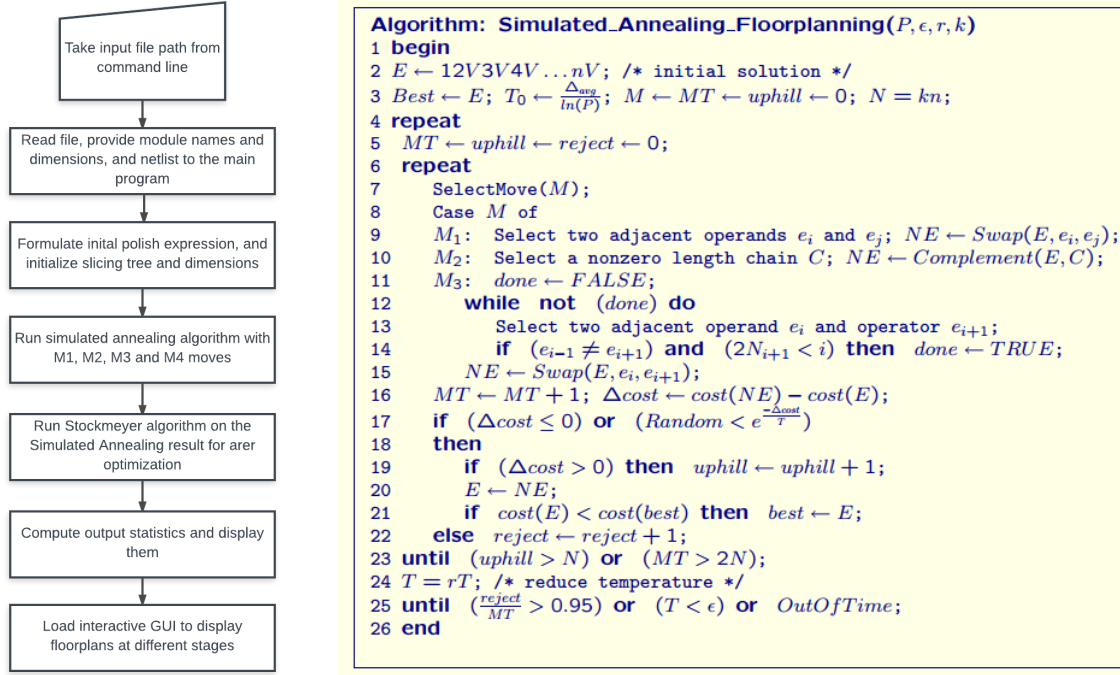 Take input file path from
command line
Read file, provide module names and
dimensions, and netlist to the main
program
Formulate inital polish expression, and
initialize slicing tree and dimensions
Run simulated annealing algorithm with
M1, M2, M3 and M4 moves
Run Stockmeyer algorithm on the
Simulated Annealing result for arer
optimization
Compute output statistics and display
them
Load interactive GUI to display
floorplans at different stages
Algorithm: Simulated_Annealing_Floorplanning(P, ϵ, r, k)
1 begin
2 E ← 12V3V4V ... nV; /* initial solution */
3 Best ← E; T₀ ← Δavg/ln(P); M ← MT ← uphill ← 0; N = kn;
4 repeat
5 MT ← uphill ← reject ← 0;
6 repeat
7 SelectMove(M);
8 Case M of
9 M₁: Select two adjacent operands eᵢ and eⱼ; NE ← Swap(E, eᵢ, eⱼ);
10 M₂: Select a nonzero length chain C; NE ← Complement(E, C);
11 M₃: done ← FALSE;
12 while not (done) do
13 Select two adjacent operand eᵢ and operator eᵢ₊₁;
14 if (eᵢ₋₁ ≠ eᵢ₊₁) and (2Nᵢ₊₁ < i) then done ← TRUE;
15 NE ← Swap(E, eᵢ, eᵢ₊₁);
16 MT ← MT + 1; Δcost ← cost(NE) − cost(E);
17 if (Δcost ≤ 0) or (Random < e^(−Δcost/T))
18 then
19 if (Δcost > 0) then uphill ← uphill + 1;
20 E ← NE;
21 if cost(E) < cost(best) then best ← E;
22 else reject ← reject + 1;
23 until (uphill > N) or (MT > 2N);
24 T = rT; /* reduce temperature */
25 until (reject/MT > 0.95) or (T < ϵ) or OutOfTime;
26 end